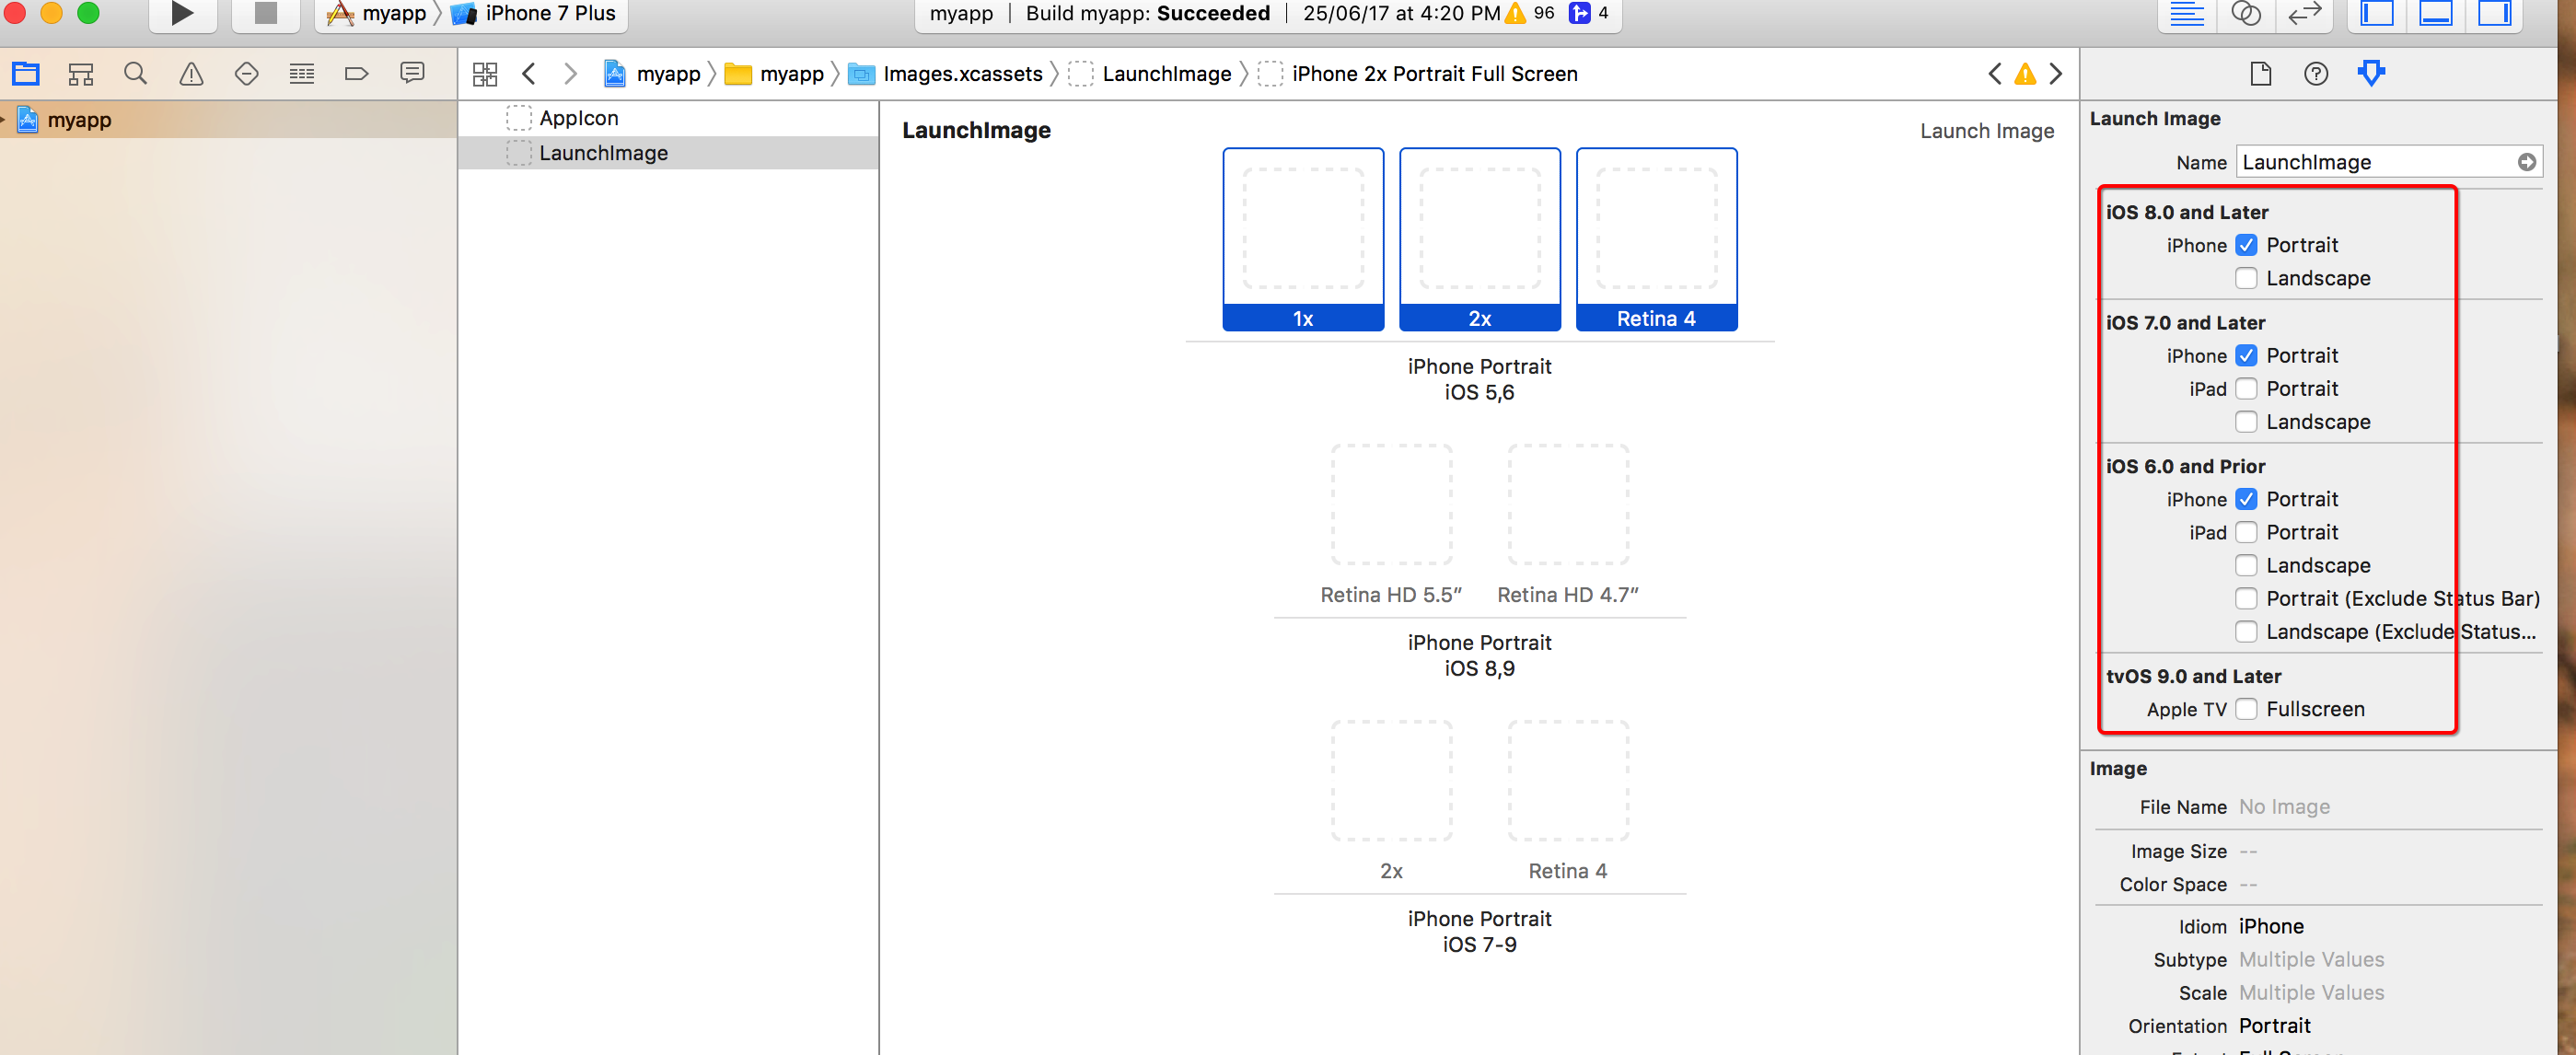 myapp iPhone 7 Plus
myapp | Build myapp: Succeeded | 25/06/17 at 4:20 PM 96 4
myapp myapp Images.xcassets LaunchImage iPhone 2x Portrait Full Screen
myapp
AppIcon
LaunchImage
LaunchImage
Launch Image
1x
2x
Retina 4
iPhone Portrait
iOS 5,6
Retina HD 5.5”
Retina HD 4.7”
iPhone Portrait
iOS 8,9
2x
Retina 4
iPhone Portrait
iOS 7-9
Launch Image
Name LaunchImage
iOS 8.0 and Later
iPhone Portrait
Landscape
iOS 7.0 and Later
iPhone Portrait
iPad Portrait
Landscape
iOS 6.0 and Prior
iPhone Portrait
iPad Portrait
Landscape
Portrait (Exclude Status Bar)
Landscape (Exclude Status...
tvOS 9.0 and Later
Apple TV Fullscreen
Image
File Name No Image
Image Size --
Color Space --
Idiom iPhone
Subtype Multiple Values
Scale Multiple Values
Orientation Portrait